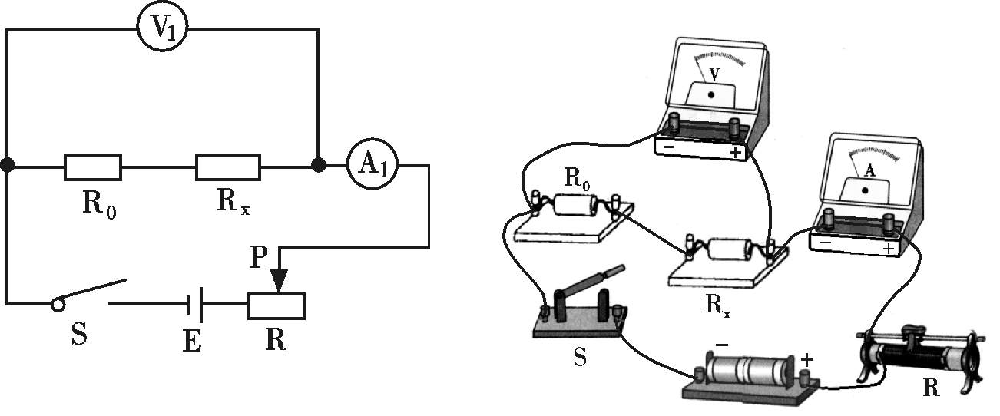 V₁
R₀
Rₓ
A₁
P
S
E
R
V
− +
A
− +
R₀
Rₓ
S
− +
R